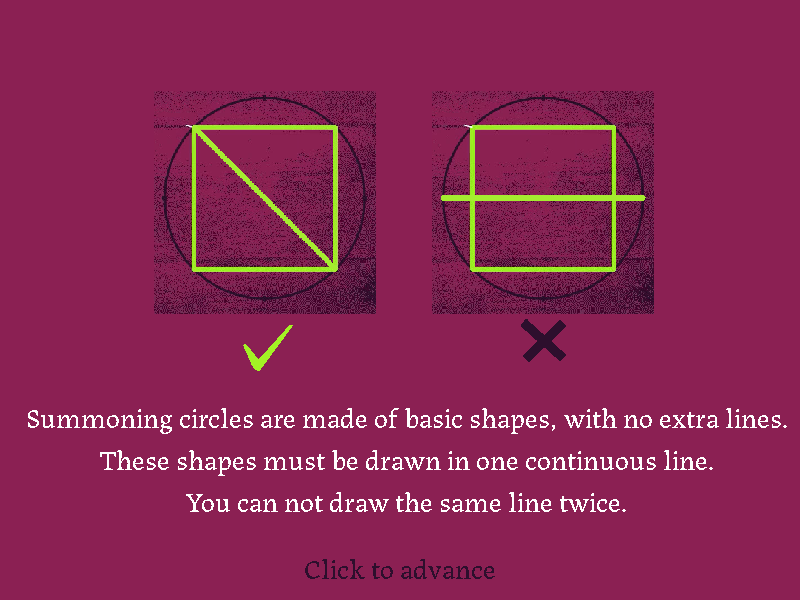 Summoning circles are made of basic shapes, with no extra lines.
These shapes must be drawn in one continuous line.
You can not draw the same line twice.
Click to advance